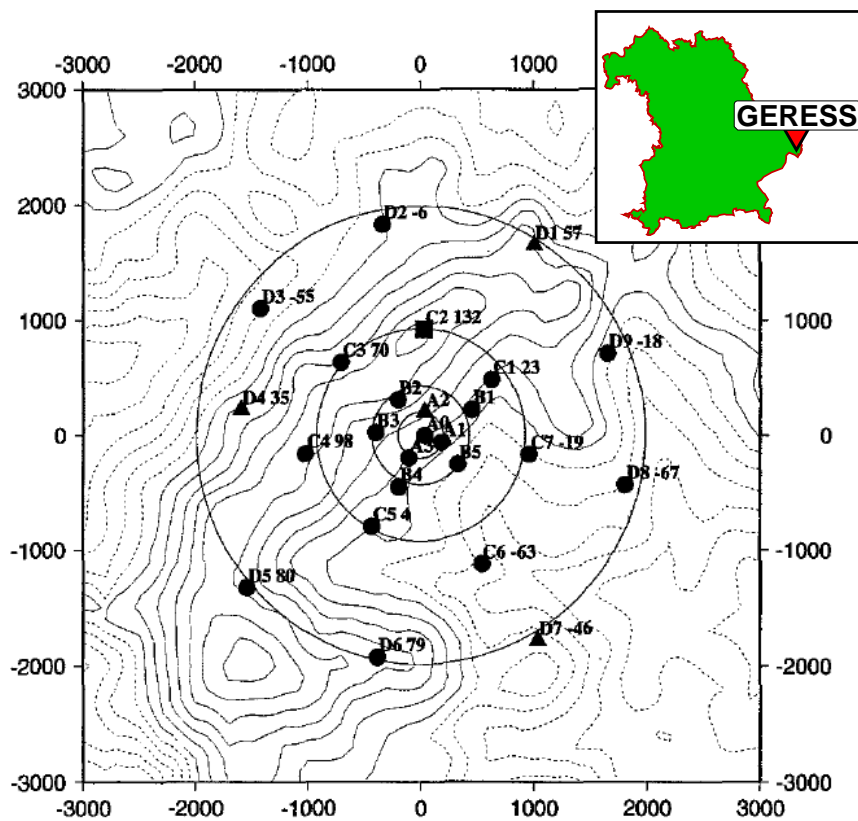 -3000 -2000 -1000 0 1000
GERESS
3000
2000
1000
0
-1000
-2000
-3000
D2 -6
D1 57
D3 -55
C2 132
D9 -18
C3 70
C1 23
D4 35
B2
A2
B1
B3
A0
A1
A3
C4 98
B5
C7 -19
B4
D8 -67
C5 4
C6 -63
D5 80
D7 -46
D6 79
1000
0
-1000
-2000
-3000
-3000 -2000 -1000 0 1000 2000 3000